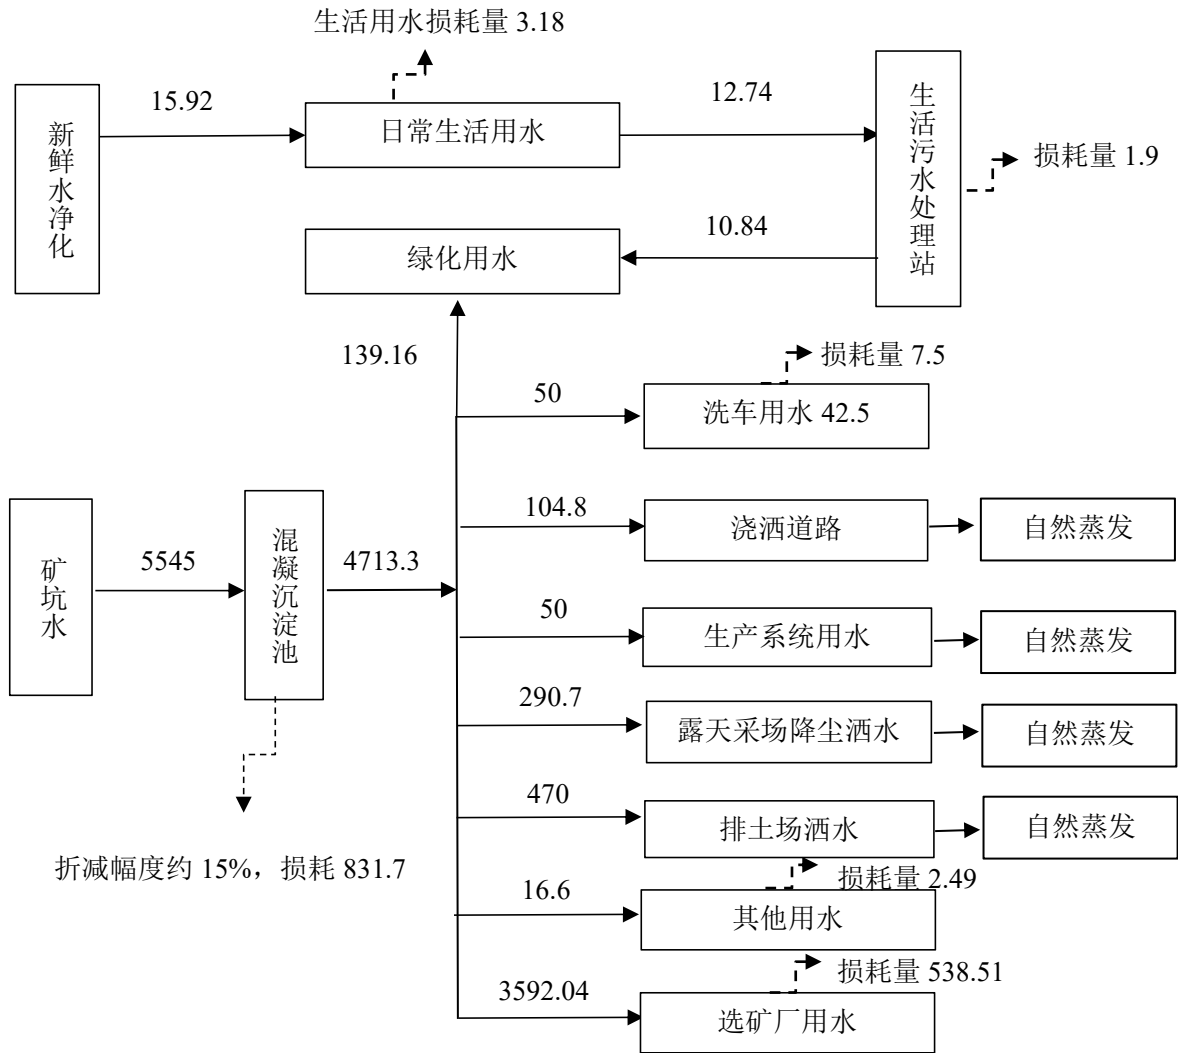 生活用水损耗量 3.18
15.92
12.74
新鲜水净化
日常生活用水
生活污水处理站
损耗量 1.9
绿化用水
10.84
139.16
损耗量 7.5
50
洗车用水 42.5
104.8
浇洒道路
自然蒸发
矿坑水
5545
混凝沉淀池
4713.3
50
生产系统用水
自然蒸发
290.7
露天采场降尘洒水
自然蒸发
470
排土场洒水
自然蒸发
折减幅度约 15%，损耗 831.7
损耗量 2.49
16.6
其他用水
损耗量 538.51
3592.04
选矿厂用水